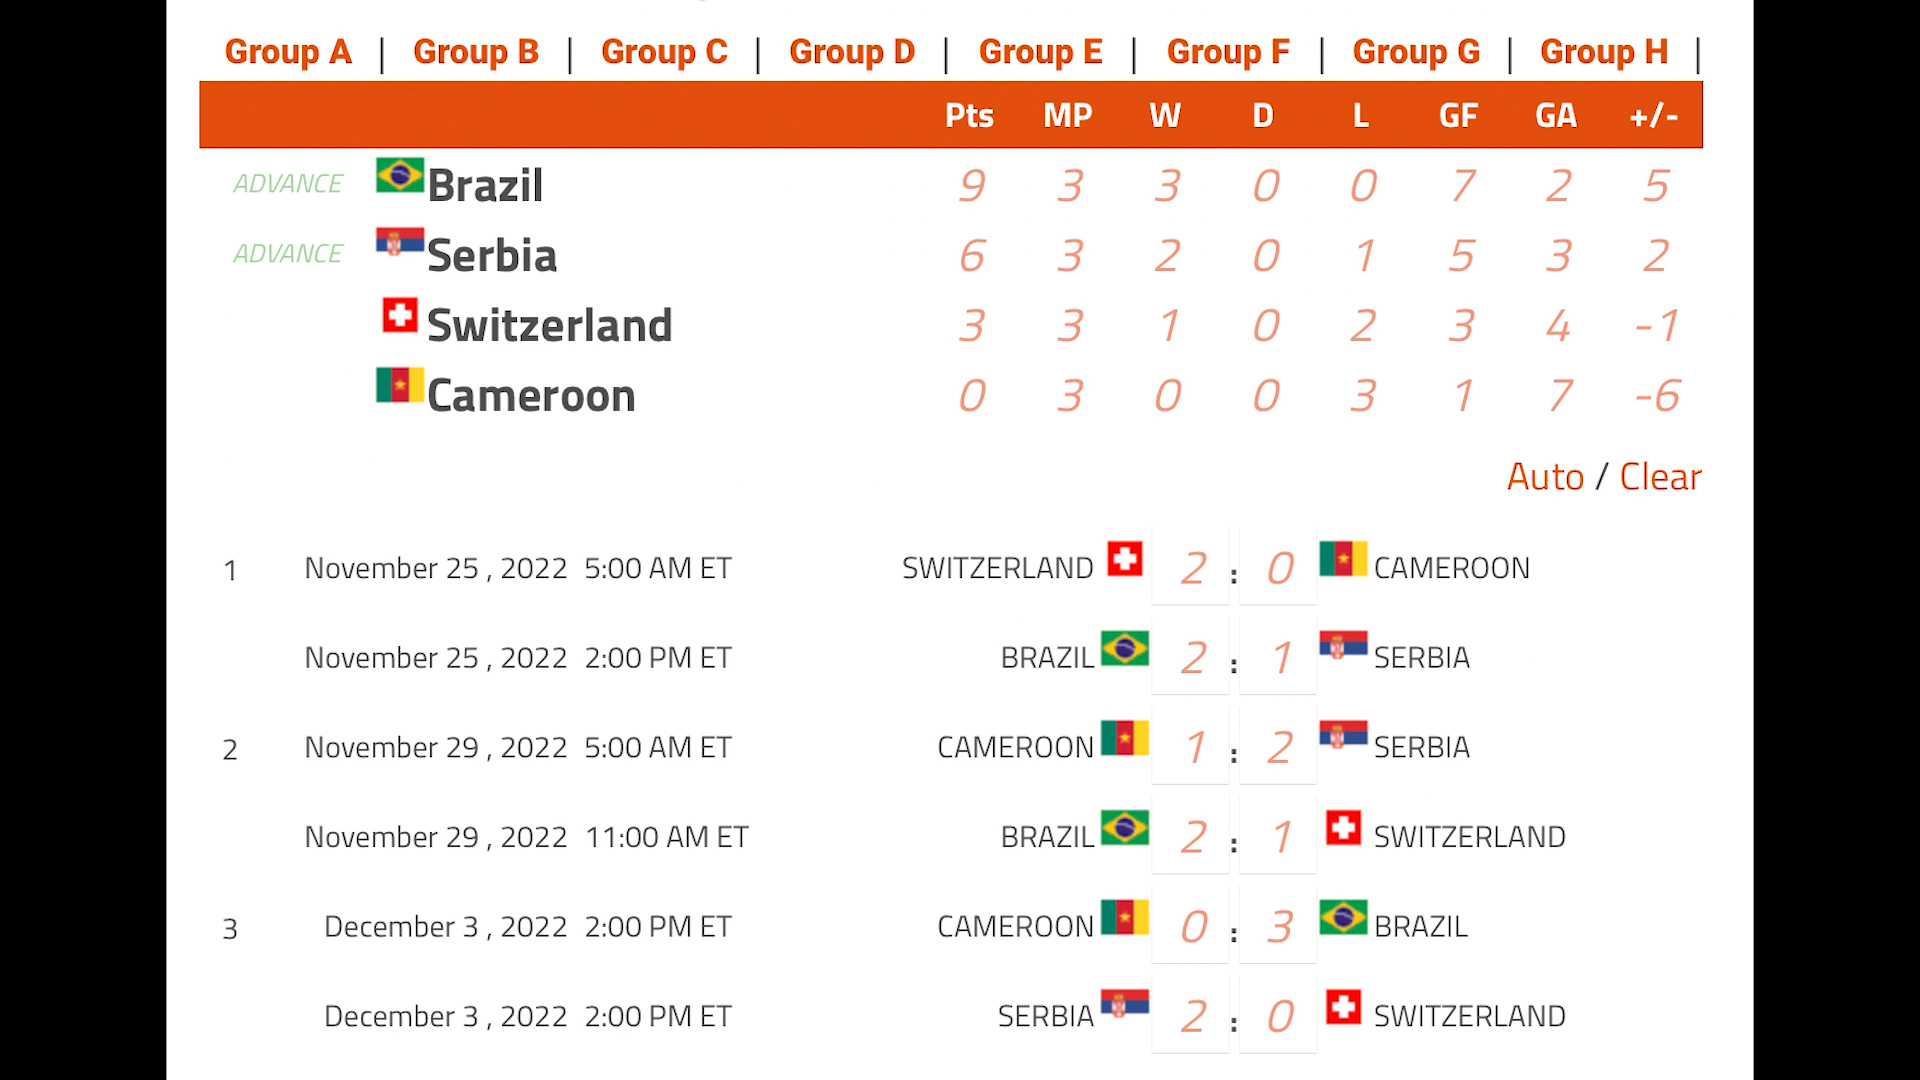 Group A | Group B | Group C | Group D | Group E | Group F | Group G | Group H |
Pts MP W D L GF GA +/-
ADVANCE Brazil 9 3 3 0 0 7 2 5
ADVANCE Serbia 6 3 2 0 1 5 3 2
Switzerland 3 3 1 0 2 3 4 -1
Cameroon 0 3 0 0 3 1 7 -6
Auto / Clear
1 November 25 , 2022 5:00 AM ET SWITZERLAND 2 : 0 CAMEROON
November 25 , 2022 2:00 PM ET BRAZIL 2 : 1 SERBIA
2 November 29 , 2022 5:00 AM ET CAMEROON 1 : 2 SERBIA
November 29 , 2022 11:00 AM ET BRAZIL 2 : 1 SWITZERLAND
3 December 3 , 2022 2:00 PM ET CAMEROON 0 : 3 BRAZIL
December 3 , 2022 2:00 PM ET SERBIA 2 : 0 SWITZERLAND